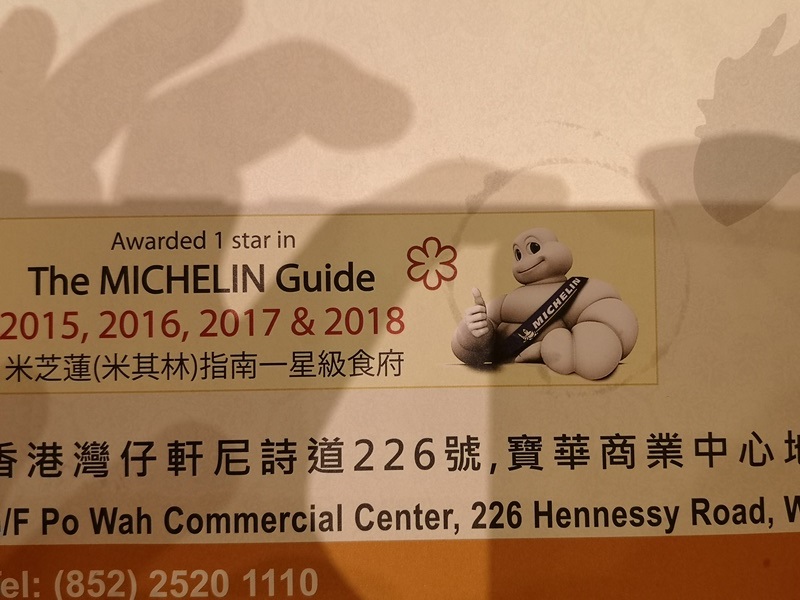 Awarded 1 star in
The MICHELIN Guide
2015, 2016, 2017 & 2018
米芝蓮(米其林)指南一星級食府
MICHELIN
香港灣仔軒尼詩道226號,寶華商業中心地
/F Po Wah Commercial Center, 226 Hennessy Road, W
Tel: (852) 2520 1110